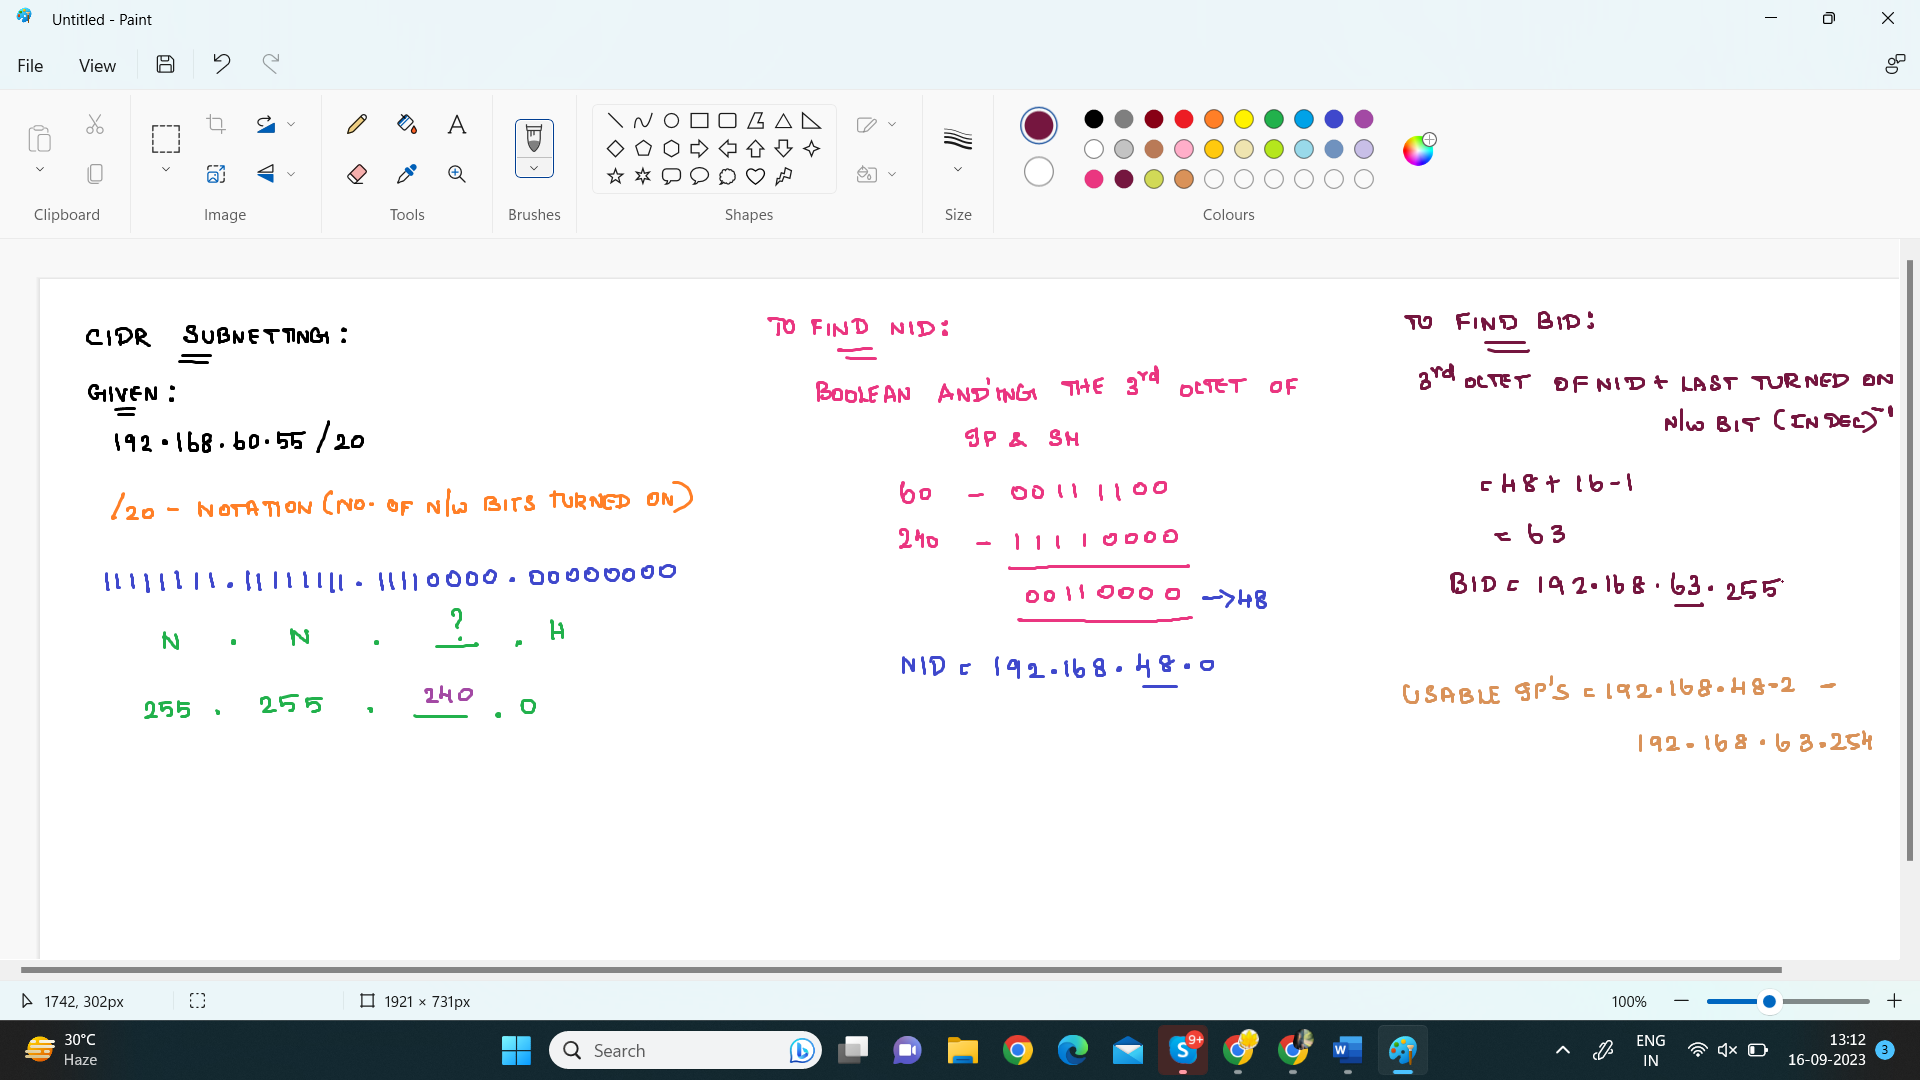 Untitled - Paint
File
View
Clipboard
Image
Tools
Brushes
Shapes
Size
Colours
CIDR SUBNETTING:
GIVEN:
192.168.60.55 /20
/20 - NOTATION (NO. OF N/W BITS TURNED ON)
11111111.11111111.11110000.00000000
N . N . ? . H
255 . 255 . 240 . 0
TO FIND NID:
BOOLEAN AND'ING THE 3rd OCTET OF
IP & SM
60 - 00111100
240 - 11110000
00110000 → 48
NID = 192.168.48.0
TO FIND BID:
3rd OCTET OF NID + LAST TURNED ON
N/W BIT (IN DEC) -1
= 48 + 16 - 1
= 63
BID = 192.168.63.255
USABLE IP'S = 192.168.48.2 -
192.168.63.254
1742, 302px
1921 × 731px
100%
30°C
Haze
Search
9+
ENG
IN
13:12
16-09-2023
3